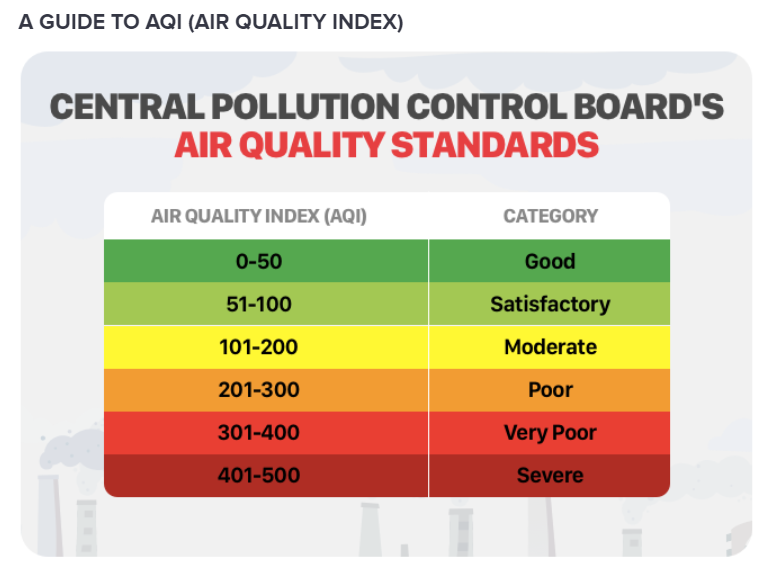 A GUIDE TO AQI (AIR QUALITY INDEX)
CENTRAL POLLUTION CONTROL BOARD'S
AIR QUALITY STANDARDS
AIR QUALITY INDEX (AQI) CATEGORY
0-50 Good
51-100 Satisfactory
101-200 Moderate
201-300 Poor
301-400 Very Poor
401-500 Severe